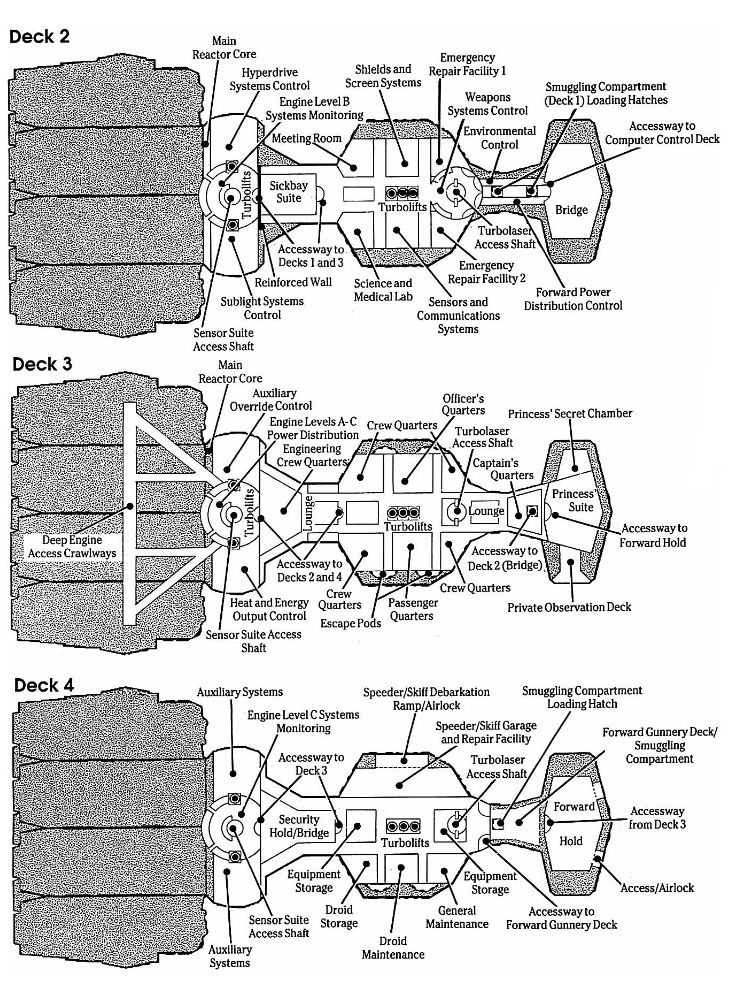 Deck 2
Main
Reactor Core
Hyperdrive
Systems Control
Engine Level B
Systems Monitoring
Meeting Room
Shields and
Screen Systems
Emergency
Repair Facility 1
Weapons
Systems Control
Environmental
Control
Smuggling Compartment
(Deck 1) Loading Hatches
Accessway to
Computer Control Deck
Turbolifts
Sickbay
Suite
Turbolifts
Bridge
Accessway to
Decks 1 and 3
Reinforced Wall
Sublight Systems
Control
Sensor Suite
Access Shaft
Science and
Medical Lab
Sensors and
Communications
Systems
Turbolaser
Access Shaft
Emergency
Repair Facility 2
Forward Power
Distribution Control
Deck 3
Main
Reactor Core
Auxiliary
Override Control
Engine Levels A-C
Power Distribution
Engineering
Crew Quarters
Crew Quarters
Officer's
Quarters
Turbolaser
Access Shaft
Captain's
Quarters
Princess' Secret Chamber
Turbolifts
Lounge
Turbolifts
Lounge
Princess'
Suite
Deep Engine
Access Crawlways
Accessway to
Forward Hold
Accessway to
Decks 2 and 4
Accessway to
Deck 2 (Bridge)
Heat and Energy
Output Control
Sensor Suite Access
Shaft
Crew
Quarters
Escape Pods
Passenger
Quarters
Crew Quarters
Private Observation Deck
Deck 4
Auxiliary Systems
Engine Level C Systems
Monitoring
Accessway to
Deck 3
Speeder/Skiff Debarkation
Ramp/Airlock
Speeder/Skiff Garage
and Repair Facility
Turbolaser
Access Shaft
Smuggling Compartment
Loading Hatch
Forward Gunnery Deck/
Smuggling
Compartment
Security
Hold/Bridge
Turbolifts
Forward
Hold
Accessway
from Deck 3
Equipment
Storage
Equipment
Storage
Access/Airlock
Droid
Storage
Droid
Maintenance
General
Maintenance
Accessway to
Forward Gunnery Deck
Sensor Suite
Access Shaft
Auxiliary
Systems